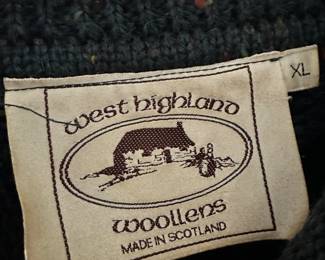 XL
west highland
woollens
MADE IN SCOTLAND